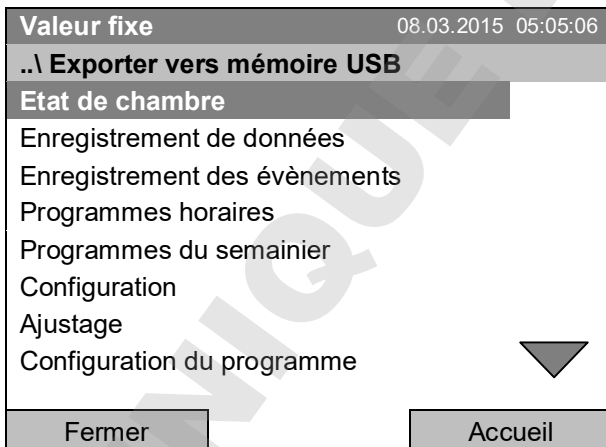 Valeur fixe 08.03.2015 05:05:06
..\ Exporter vers mémoire USB
Etat de chambre
Enregistrement de données
Enregistrement des évènements
Programmes horaires
Programmes du semainier
Configuration
Ajustage
Configuration du programme
Fermer Accueil